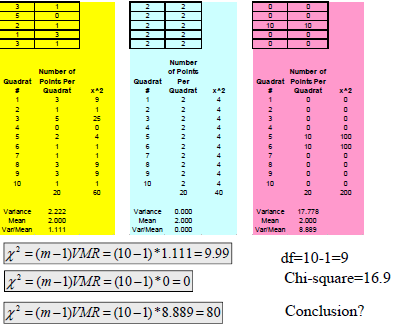 3 1
5 0
2 1
1 3
3 1
Number of
Quadrat Points Per
# Quadrat x^2
1 3 9
2 1 1
3 5 25
4 0 0
5 2 4
6 1 1
7 1 1
8 3 9
9 3 9
10 1 1
20 60
Variance 2.222
Mean 2.000
Var/Mean 1.111
2 2
2 2
2 2
2 2
2 2
Number
of Points
Quadrat Per
# Quadrat x^2
1 2 4
2 2 4
3 2 4
4 2 4
5 2 4
6 2 4
7 2 4
8 2 4
9 2 4
10 2 4
20 40
Variance 0.000
Mean 2.000
Var/Mean 0.000
0 0
0 0
10 10
0 0
0 0
Number of
Quadrat Points Per
# Quadrat x^2
1 0 0
2 0 0
3 0 0
4 0 0
5 10 100
6 10 100
7 0 0
8 0 0
9 0 0
10 0 0
20 200
Variance 17.778
Mean 2.000
Var/Mean 8.889
χ² = (m−1)VMR = (10−1)*1.111 = 9.99
χ² = (m−1)VMR = (10−1)*0 = 0
χ² = (m−1)VMR = (10−1)*8.889 = 80
df=10-1=9
Chi-square=16.9
Conclusion?